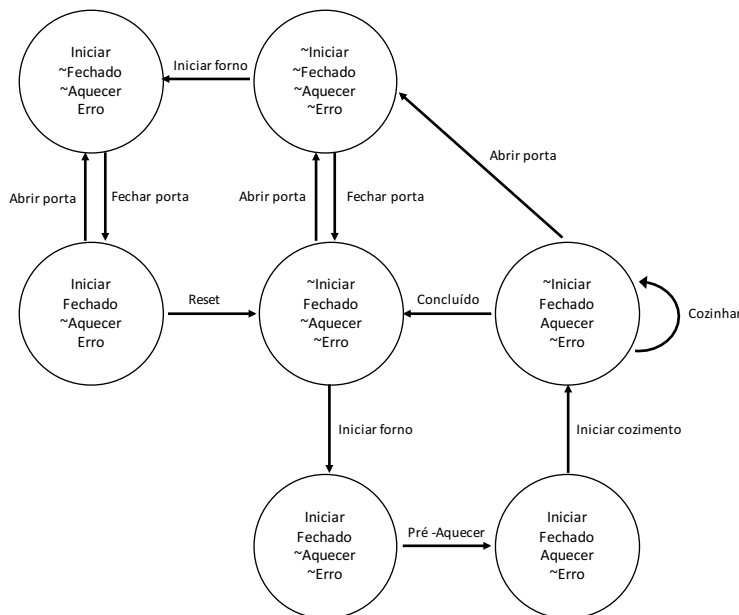 Iniciar
~Fechado
~Aquecer
Erro
Iniciar forno
~Iniciar
~Fechado
~Aquecer
~Erro
Abrir porta
Abrir porta
Fechar porta
Abrir porta
Fechar porta
Iniciar
Fechado
~Aquecer
Erro
Reset
~Iniciar
Fechado
~Aquecer
~Erro
Concluído
~Iniciar
Fechado
Aquecer
~Erro
Cozinhar
Iniciar forno
Iniciar cozimento
Iniciar
Fechado
~Aquecer
~Erro
Pré -Aquecer
Iniciar
Fechado
Aquecer
~Erro